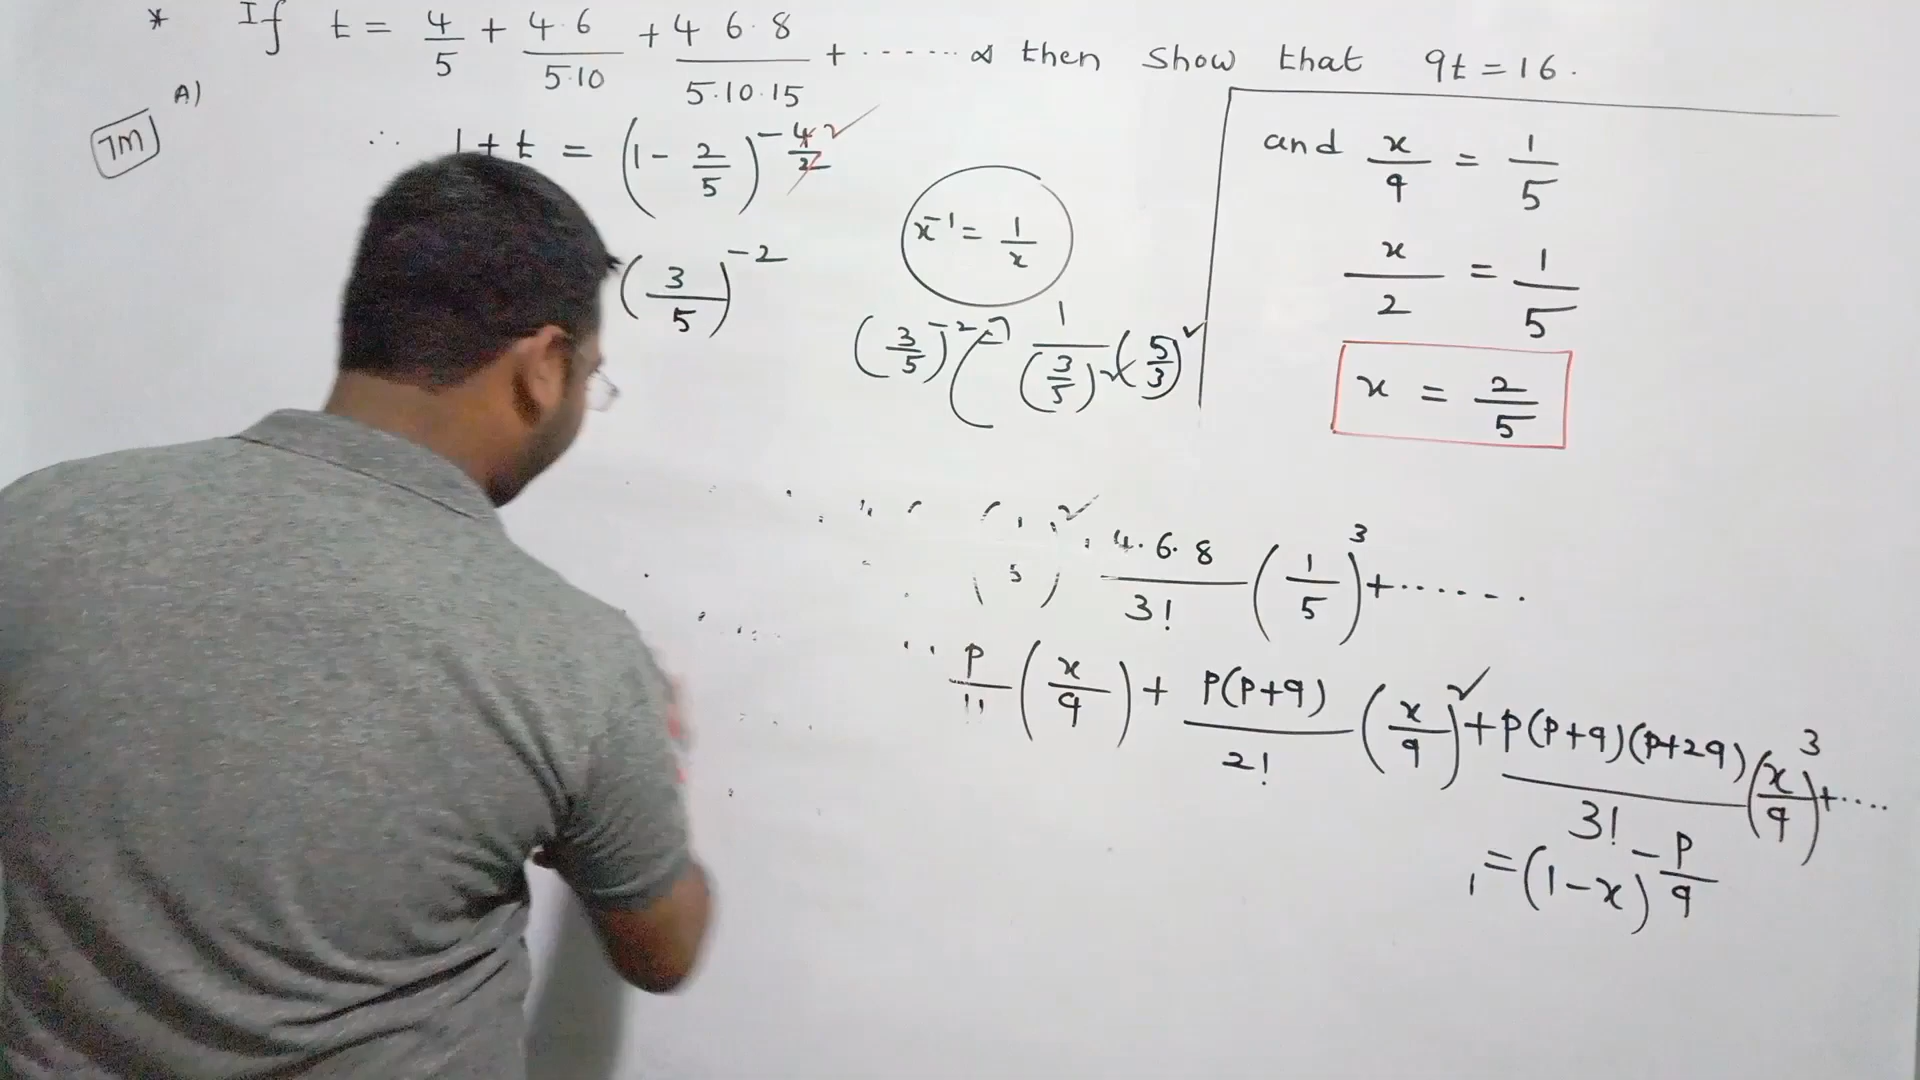 * If t = 4/5 + 4·6/5·10 + 4 6·8/5·10·15 + ------ ∝ then show that 9t = 16.
A)
7M
∴ 1 + t = (1 - 2/5)^(-4/2) 2
(3/5)^(-2)
x^-1 = 1/x
(3/5)^-2 = 1/(3/5)^2 = (5/3)^2
and x/q = 1/5
x/2 = 1/5
x = 2/5
4·6·8/3! (1/5)^3 + ......
p/1! (x/q) + p(p+q)/2! (x/q)^2 + p(p+q)(p+2q)/3! (x/q)^3 + ....
= (1-x)^(-p/q)